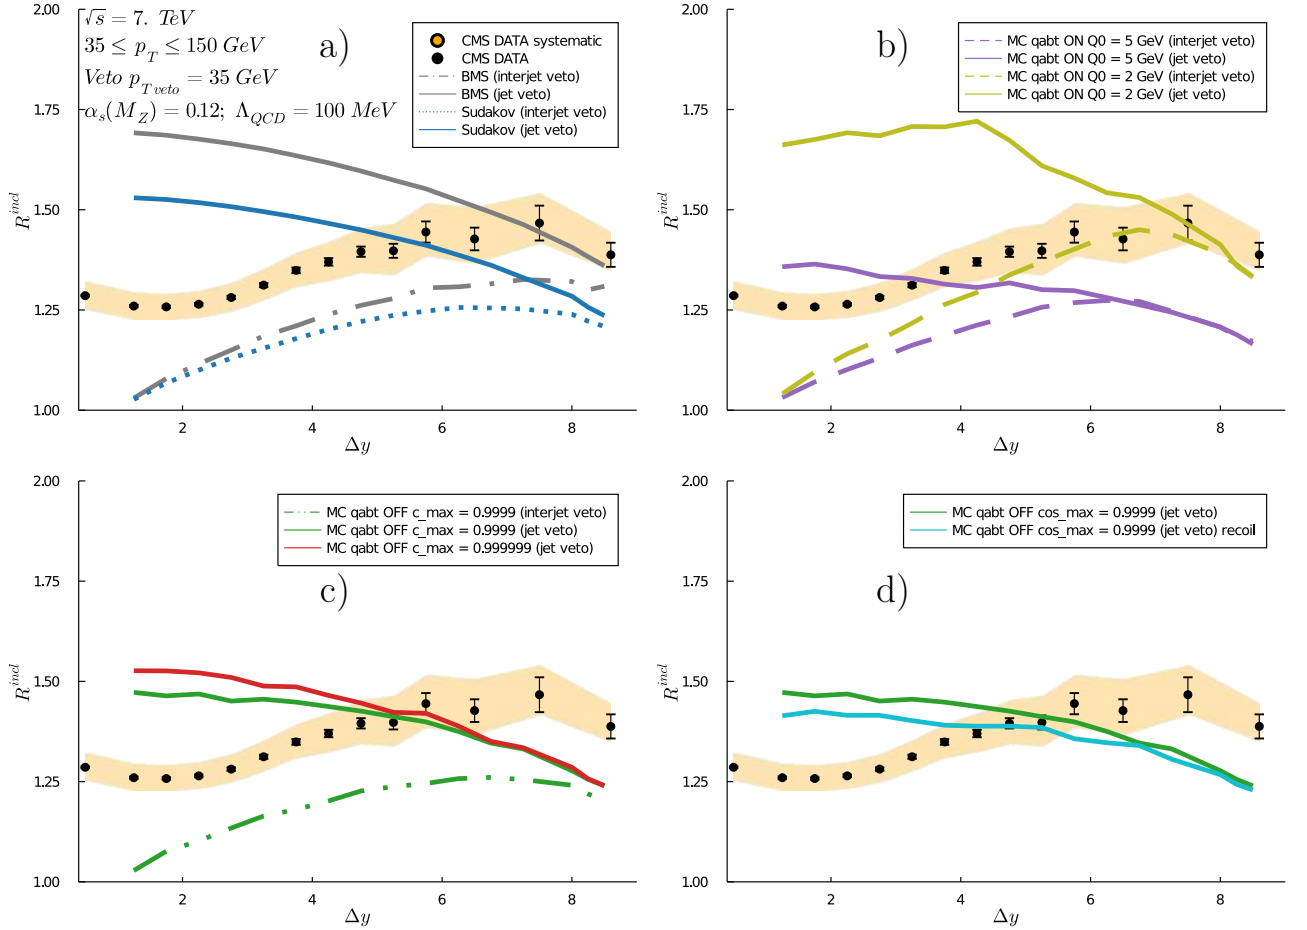 √s = 7. TeV
35 ≤ p_T ≤ 150 GeV
Veto p_Tveto = 35 GeV
α_s(M_Z) = 0.12; Λ_QCD = 100 MeV
a)
CMS DATA systematic
CMS DATA
BMS (interjet veto)
BMS (jet veto)
Sudakov (interjet veto)
Sudakov (jet veto)
2.00
1.75
1.50
1.25
1.00
R^incl
2 4 6 8
Δy
b)
MC qabt ON Q0 = 5 GeV (interjet veto)
MC qabt ON Q0 = 5 GeV (jet veto)
MC qabt ON Q0 = 2 GeV (interjet veto)
MC qabt ON Q0 = 2 GeV (jet veto)
2.00
1.75
1.50
1.25
1.00
R^incl
2 4 6 8
Δy
c)
MC qabt OFF c_max = 0.9999 (interjet veto)
MC qabt OFF c_max = 0.9999 (jet veto)
MC qabt OFF c_max = 0.999999 (jet veto)
2.00
1.75
1.50
1.25
1.00
R^incl
2 4 6 8
Δy
d)
MC qabt OFF cos_max = 0.9999 (jet veto)
MC qabt OFF cos_max = 0.9999 (jet veto) recoil
2.00
1.75
1.50
1.25
1.00
R^incl
2 4 6 8
Δy